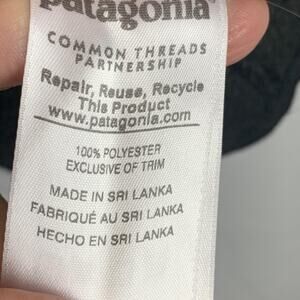 patagonia®
COMMON THREADS
PARTNERSHIP
Repair, Reuse, Recycle
This Product
www.patagonia.com
100% POLYESTER
EXCLUSIVE OF TRIM
MADE IN SRI LANKA
FABRIQUÉ AU SRI LANKA
HECHO EN SRI LANKA